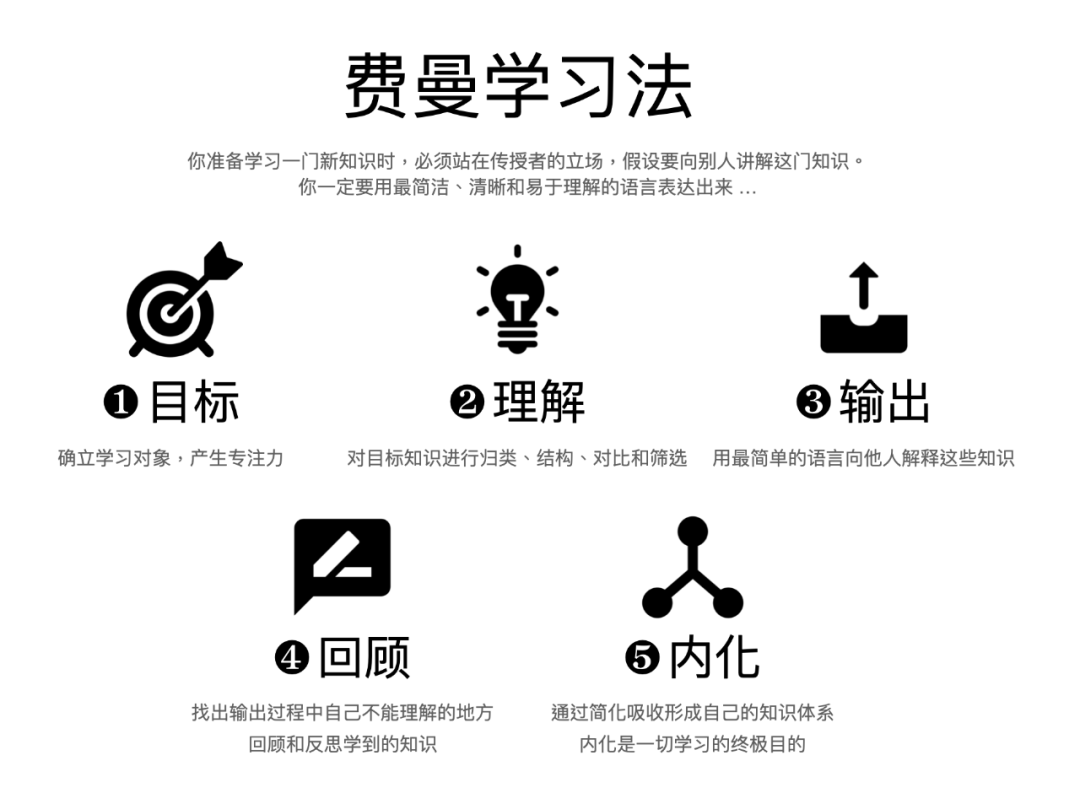 费曼学习法
你准备学习一门新知识时，必须站在传授者的立场，假设要向别人讲解这门知识。
你一定要用最简洁、清晰和易于理解的语言表达出来 …
❶ 目标
确立学习对象，产生专注力
❷ 理解
对目标知识进行归类、结构、对比和筛选
❸ 输出
用最简单的语言向他人解释这些知识
❹ 回顾
找出输出过程中自己不能理解的地方
回顾和反思学到的知识
❺ 内化
通过简化吸收形成自己的知识体系
内化是一切学习的终极目的